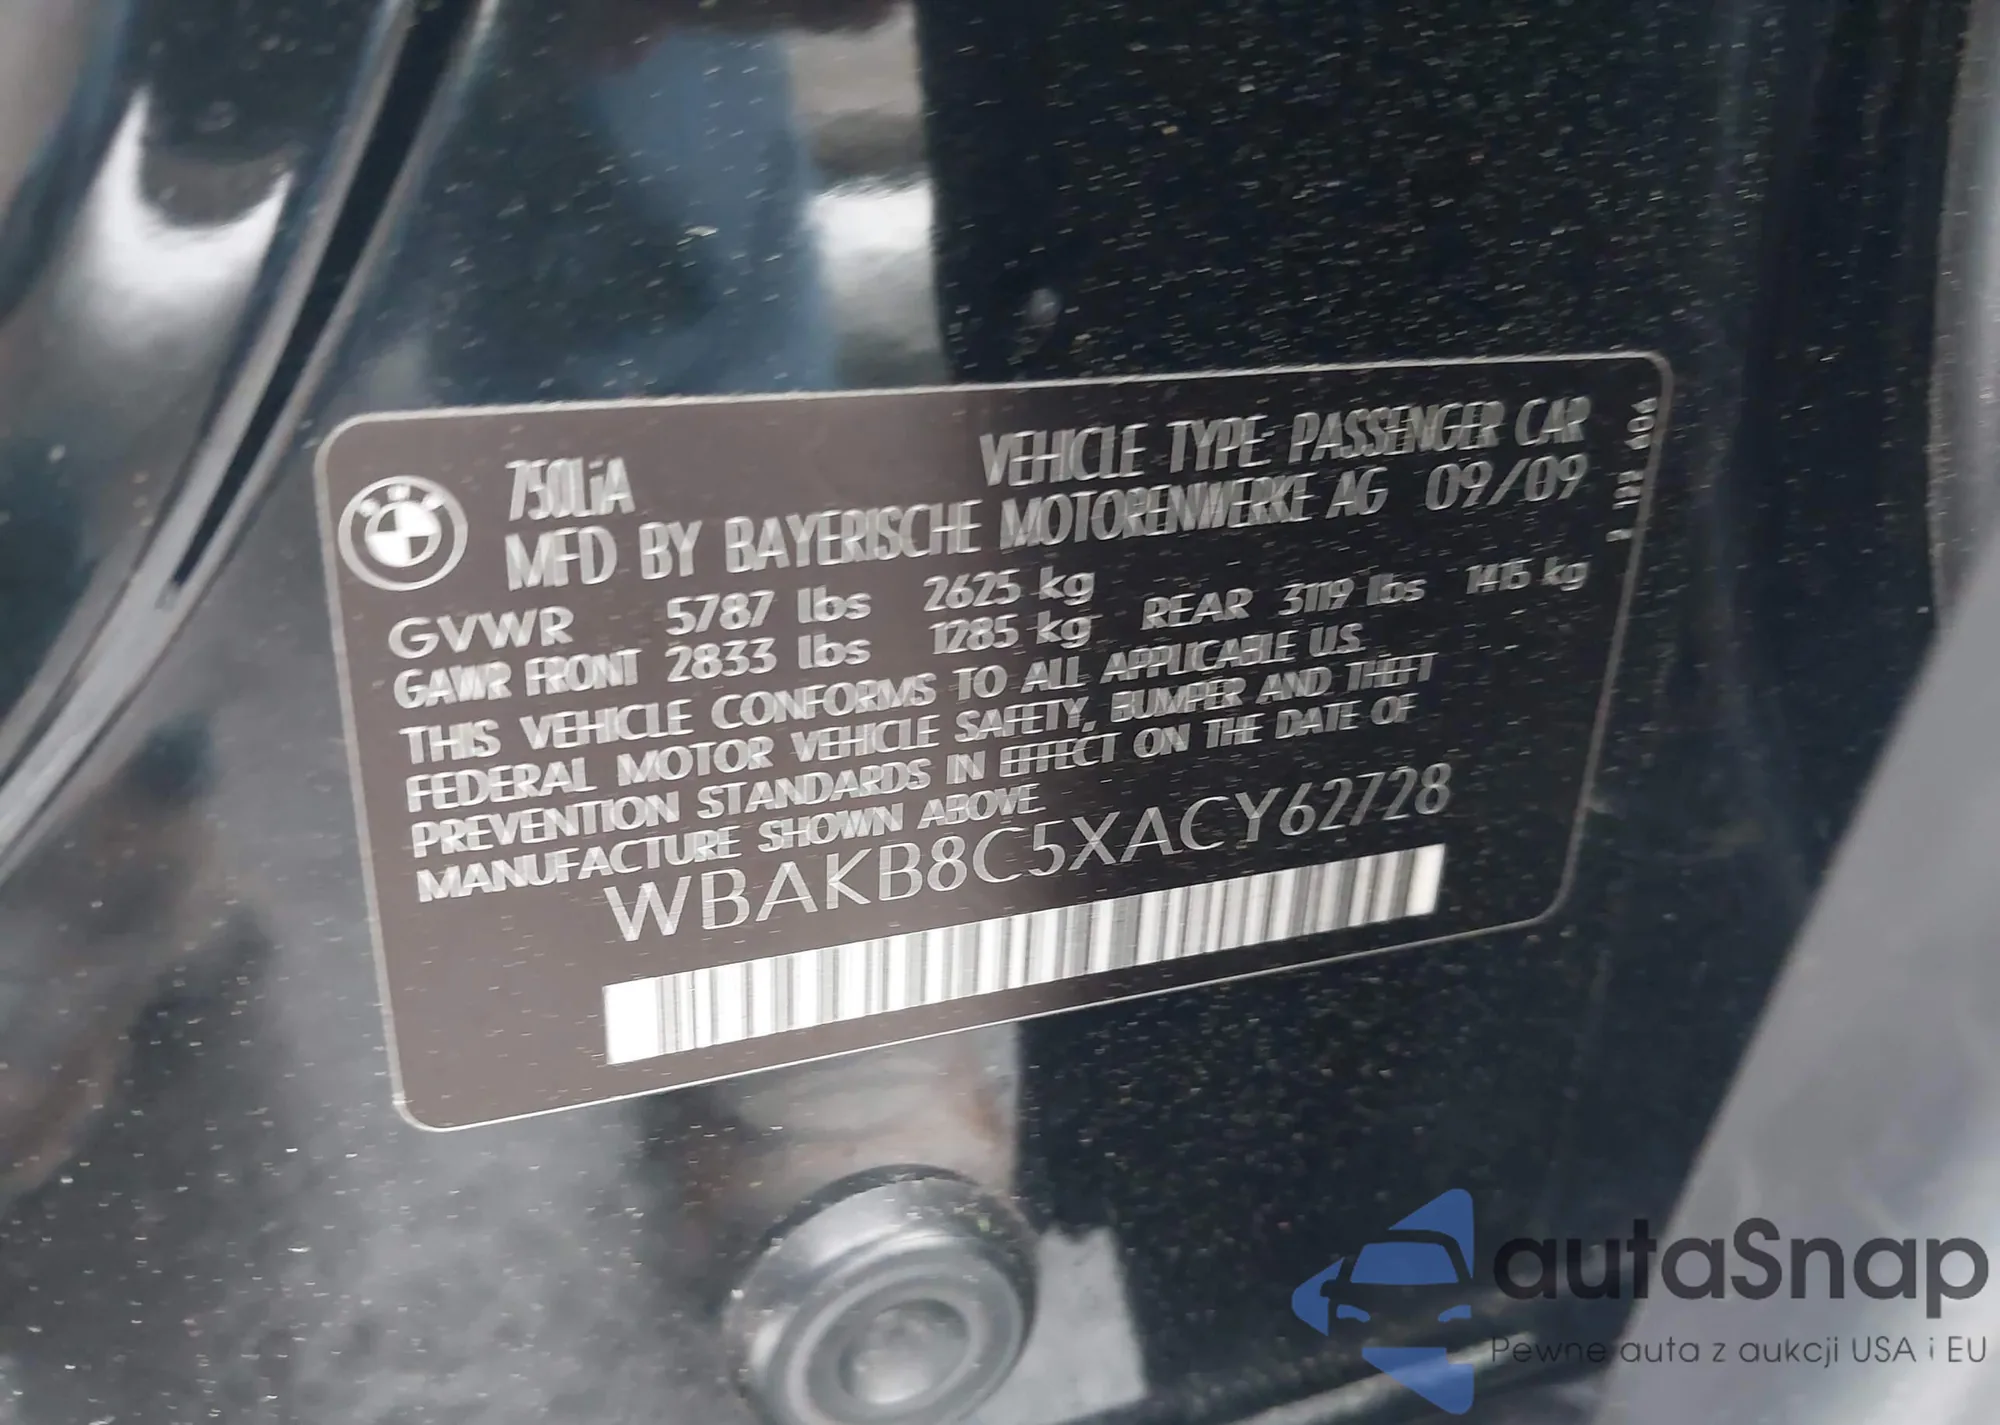 VEHICLE TYPE: PASSENGER CAR
750LiA
MFD BY BAYERISCHE MOTORENWERKE AG 09/09
GVWR 5787 lbs 2625 kg
GAWR FRONT 2833 lbs 1285 kg REAR 3119 lbs 1415 kg
THIS VEHICLE CONFORMS TO ALL APPLICABLE U.S.
FEDERAL MOTOR VEHICLE SAFETY, BUMPER AND THEFT
PREVENTION STANDARDS IN EFFECT ON THE DATE OF
MANUFACTURE SHOWN ABOVE
WBAKB8C5XACY62728
autaSnap
Pewne auta z aukcji USA i EU